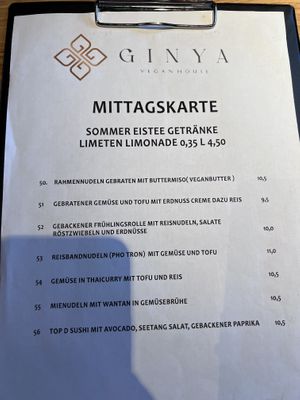 GINYA
VEGANHOUSE
MITTAGSKARTE
SOMMER EISTEE GETRÄNKE
LIMETEN LIMONADE 0,35 L 4,50
50. RAHMENNUDELN GEBRATEN MIT BUTTERMISO( VEGANBUTTER ) 10,5
51 GEBRATENER GEMÜSE UND TOFU MIT ERDNUSS CREME DAZU REIS 9,5
52 GEBACKENER FRÜHLINGSROLLE MIT REISNUDELN, SALATE
RÖSTZWIEBELN UND ERDNÜSSE 10,0
53 REISBANDNUDELN (PHO TRON) MIT GEMÜSE UND TOFU 11,0
54 GEMÜSE IN THAICURRY MIT TOFU UND REIS 10,5
55 MIENUDELN MIT WANTAN IN GEMÜSEBRÜHE 10,5
56 TOP D SUSHI MIT AVOCADO, SEETANG SALAT, GEBACKENER PAPRIKA 10,5